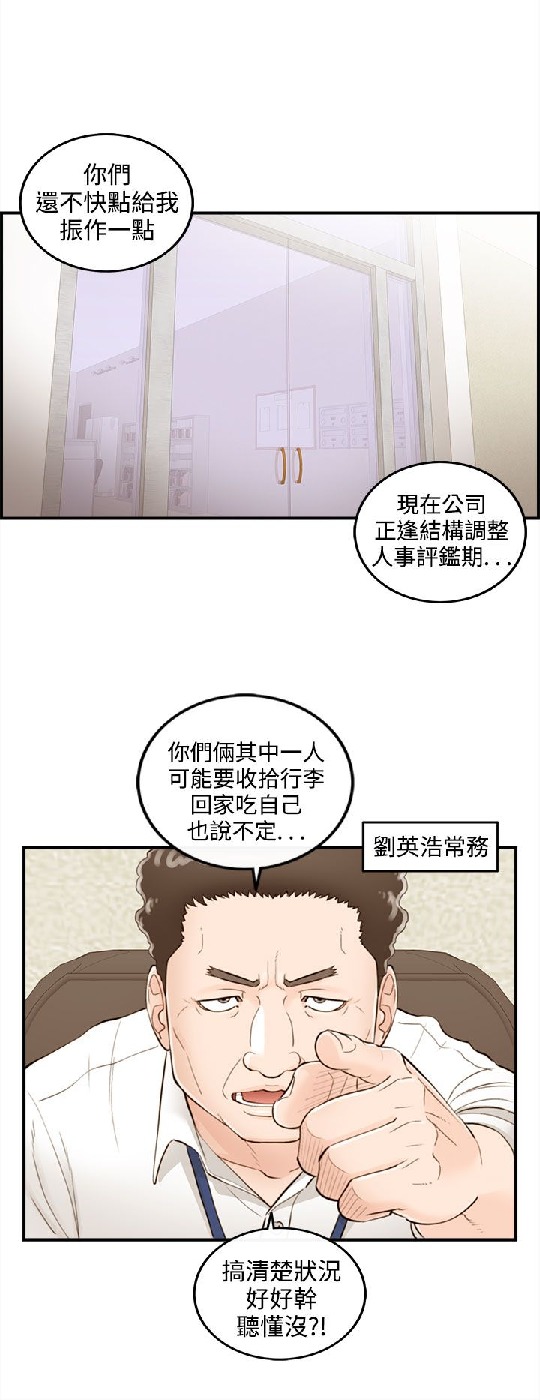 你們
還不快點給我
振作一點
現在公司
正逢結構調整
人事評鑑期...
你們倆其中一人
可能要收拾行李
回家吃自己
也說不定...
劉英浩常務
搞清楚狀況
好好幹
聽懂沒?!